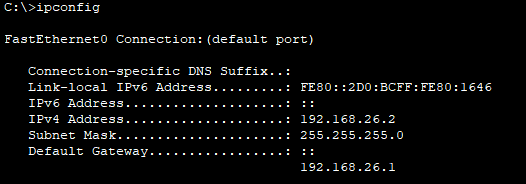 C:\>ipconfig
FastEthernet0 Connection:(default port)
Connection-specific DNS Suffix..:
Link-local IPv6 Address.........: FE80::2D0:BCFF:FE80:1646
IPv6 Address....................: ::
IPv4 Address....................: 192.168.26.2
Subnet Mask.....................: 255.255.255.0
Default Gateway.................: ::
192.168.26.1